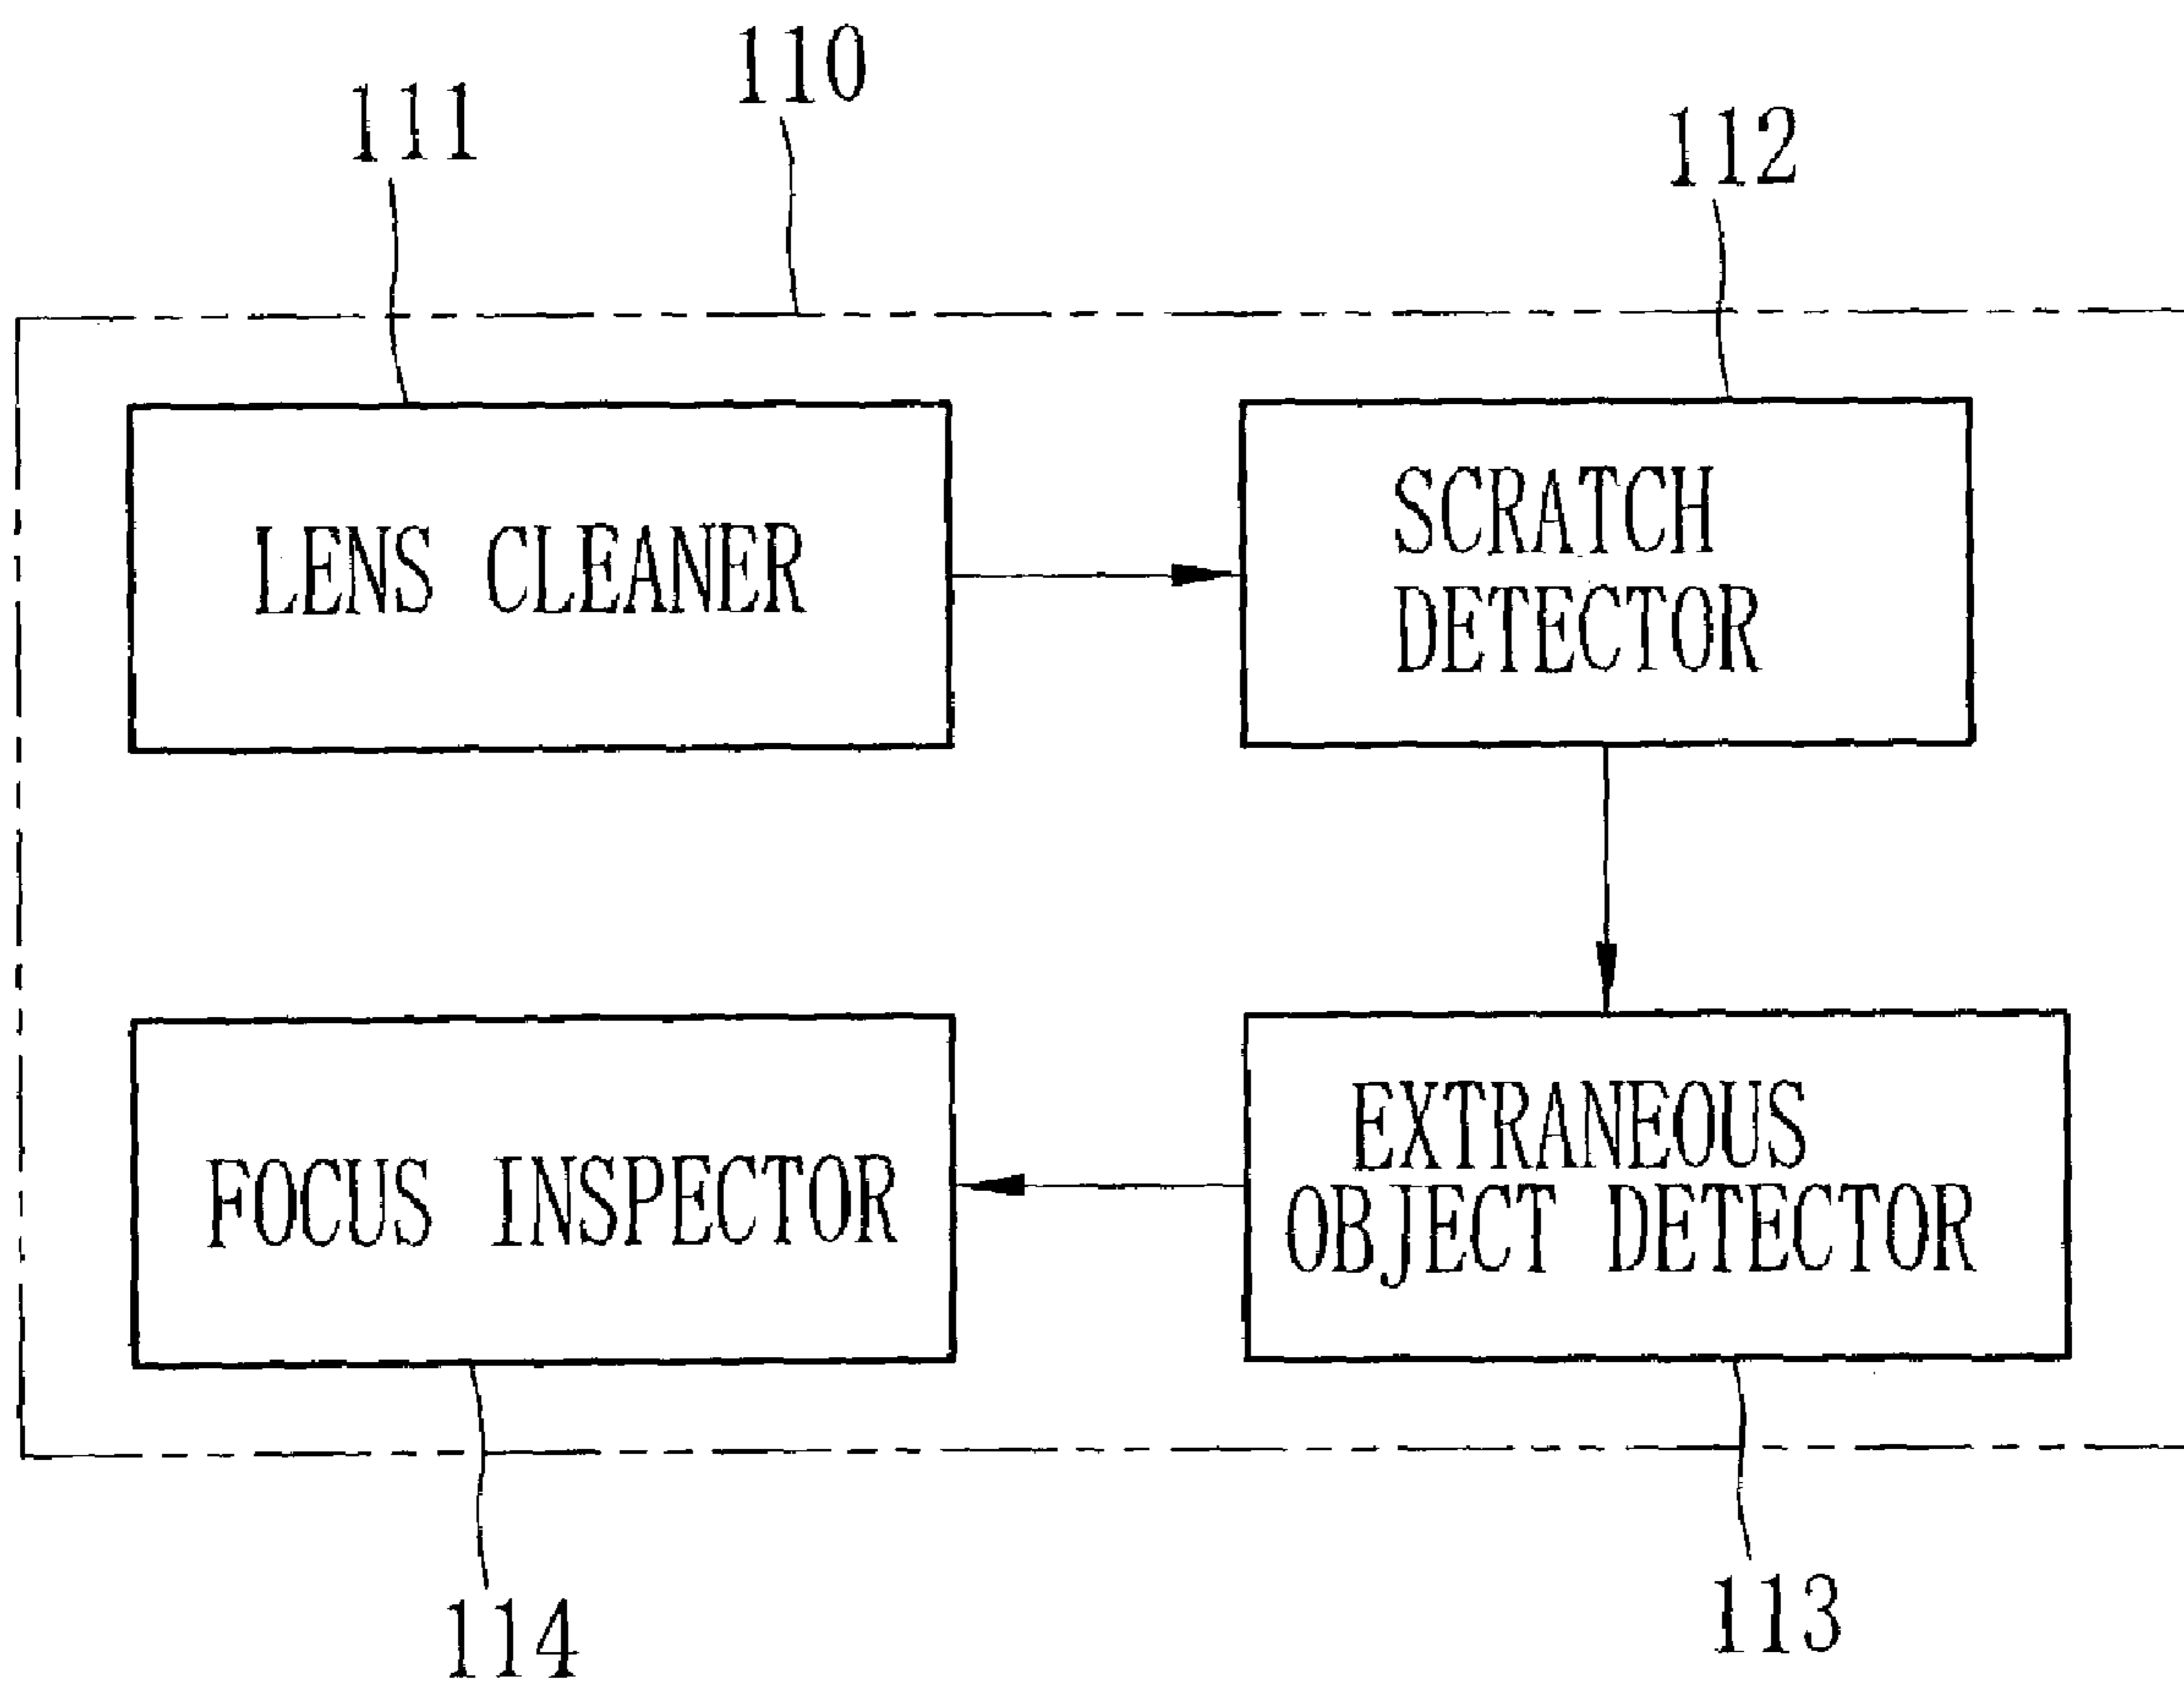 110
111
112
LENS CLEANER
SCRATCH
DETECTOR
FOCUS INSPECTOR
EXTRANEOUS
OBJECT DETECTOR
114
113